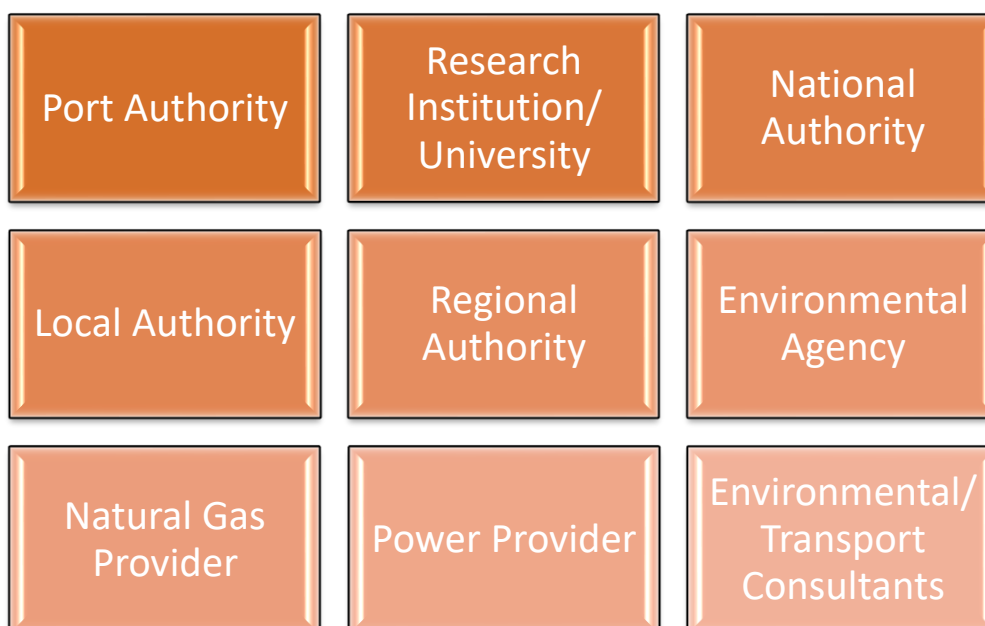 Port Authority
Research
Institution/
University
National
Authority
Local Authority
Regional
Authority
Environmental
Agency
Natural Gas
Provider
Power Provider
Environmental/
Transport
Consultants